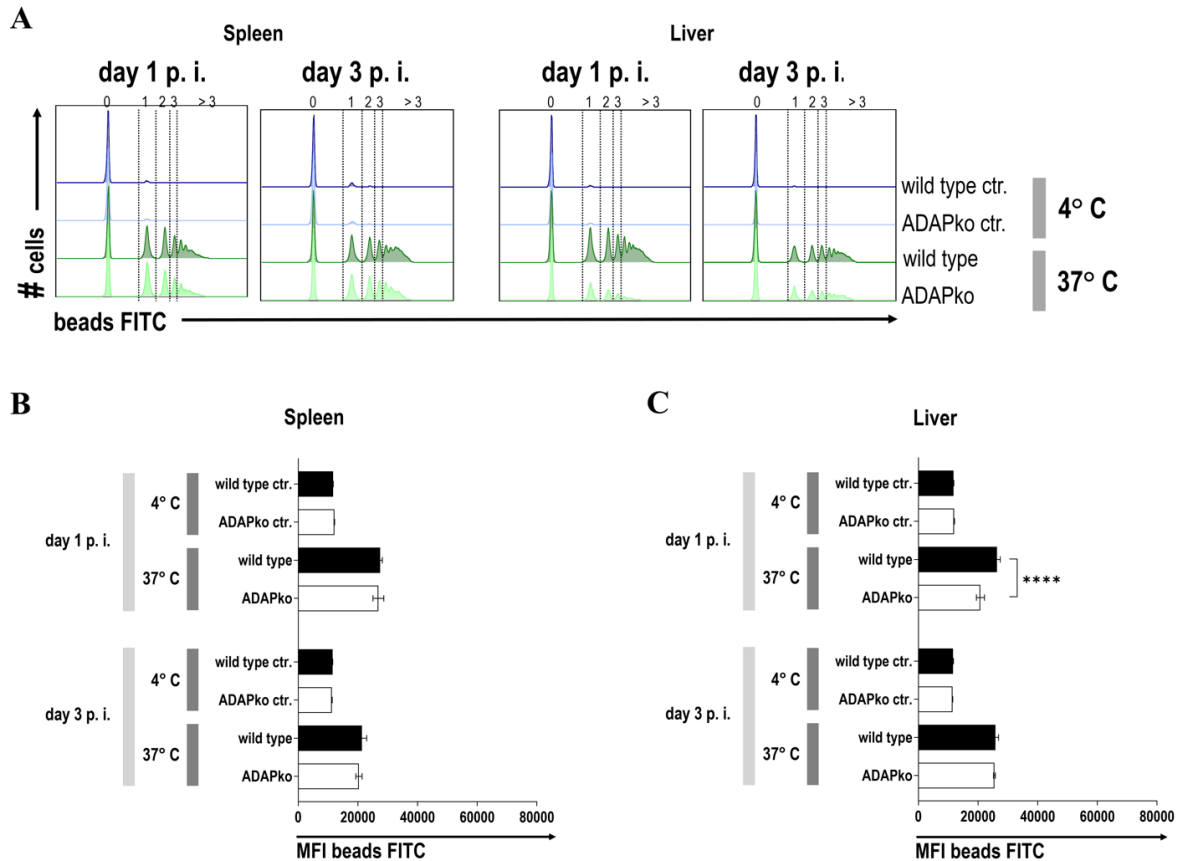 A
Spleen
Liver
day 1 p. i.
day 3 p. i.
day 1 p. i.
day 3 p. i.
0 1 2 3 > 3
0 1 2 3 > 3
0 1 2 3 > 3
0 1 2 3 > 3
# cells
wild type ctr.
ADAPko ctr.
wild type
ADAPko
4° C
37° C
beads FITC
B
Spleen
day 1 p. i.
4° C
wild type ctr.
ADAPko ctr.
37° C
wild type
ADAPko
day 3 p. i.
4° C
wild type ctr.
ADAPko ctr.
37° C
wild type
ADAPko
0 20000 40000 60000 80000
MFI beads FITC
C
Liver
day 1 p. i.
4° C
wild type ctr.
ADAPko ctr.
37° C
wild type
ADAPko
****
day 3 p. i.
4° C
wild type ctr.
ADAPko ctr.
37° C
wild type
ADAPko
0 20000 40000 60000 80000
MFI beads FITC